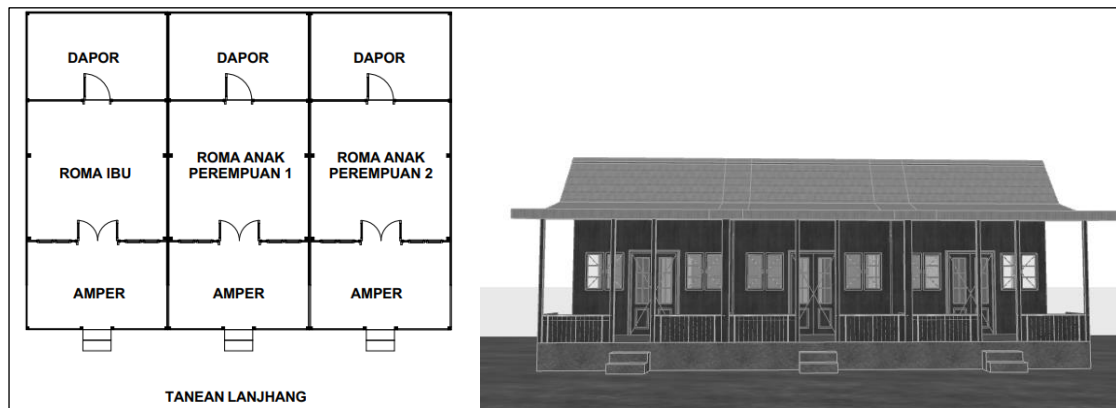 DAPOR
DAPOR
DAPOR
ROMA IBU
ROMA ANAK
PEREMPUAN 1
ROMA ANAK
PEREMPUAN 2
AMPER
AMPER
AMPER
TANEAN LANJHANG